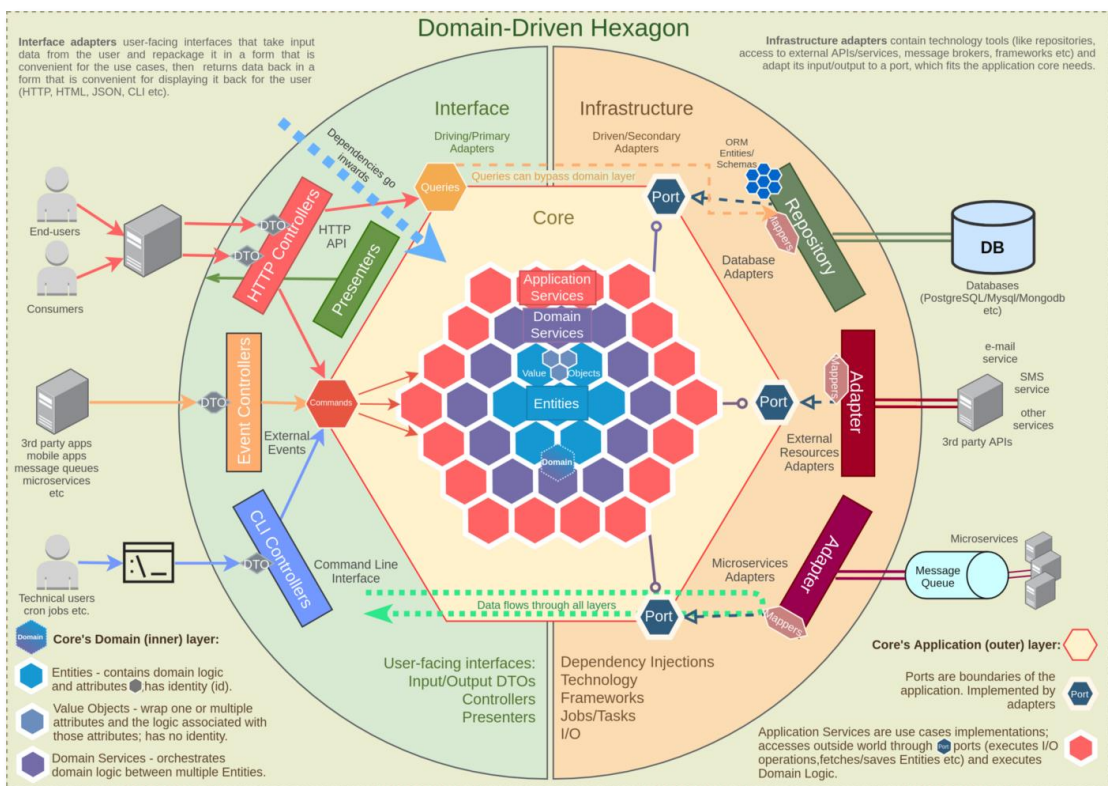 Domain-Driven Hexagon
Interface adapters user-facing interfaces that take input
data from the user and repackage it in a form that is
convenient for the use cases, then returns data back in a
form that is convenient for displaying it back for the user
(HTTP, HTML, JSON, CLI etc).
Infrastructure adapters contain technology tools (like repositories,
access to external APIs/services, message brokers, frameworks etc) and
adapt its input/output to a port, which fits the application core needs.
Interface
Driving/Primary
Adapters
Infrastructure
Driven/Secondary
Adapters
Dependencies go
inwards
ORM
Entities/
Schemas
Queries
Queries can bypass domain layer
Port
Core
End-users
Consumers
DTO
DTO
HTTP Controllers
HTTP
API
Presenters
Mappers
Repository
Database
Adapters
DB
Databases
(PostgreSQL/Mysql/Mongodb
etc)
Application
Services
Domain
Services
Value
Objects
Entities
Domain
3rd party apps
mobile apps
message queues
microservices
etc
DTO
Event Controllers
External
Events
Commands
Port
Mappers
Adapter
External
Resources
Adapters
e-mail
service
SMS
service
other
services
3rd party APIs
Technical users
cron jobs etc.
:\_
DTO
CLI Controllers
Command Line
Interface
Data flows through all layers
Port
Microservices
Adapters
Mappers
Adapter
Message
Queue
Microservices
Domain
Core's Domain (inner) layer:
Entities - contains domain logic
and attributes ,has identity (id).
Value Objects - wrap one or multiple
attributes and the logic associated with
those attributes; has no identity.
Domain Services - orchestrates
domain logic between multiple Entities.
User-facing interfaces:
Input/Output DTOs
Controllers
Presenters
Dependency Injections
Technology
Frameworks
Jobs/Tasks
I/O
Core's Application (outer) layer:
Ports are boundaries of the
application. Implemented by
adapters
Port
Application Services are use cases implementations;
accesses outside world through Port ports (executes I/O
operations,fetches/saves Entities etc) and executes
Domain Logic.